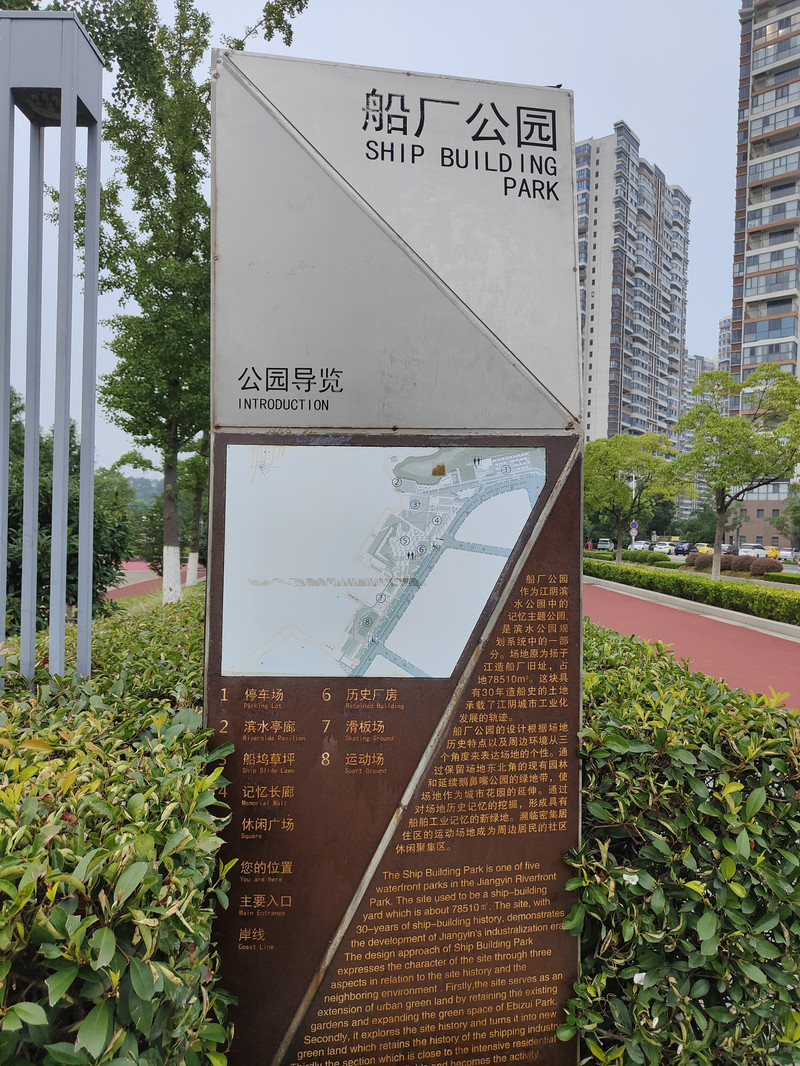 船厂公园
SHIP BUILDING
PARK
公园导览
INTRODUCTION
1 停车场
Parking Lot
2 滨水亭廊
Riverside Pavilion
船坞草坪
Ship Slide Lawn
4 记忆长廊
Memorial Wall
休闲广场
Square
您的位置
You are here
主要入口
Main Entrance
岸线
Coast Line
6 历史厂房
Retained Building
7 滑板场
Skating Ground
8 运动场
Sport Ground
船厂公园
作为江阴滨
水公园中的
记忆主题公园,
是滨水公园规
划系统中的一部
分。场地原为扬子
江造船厂旧址，占
地78510㎡。这块具
有30年造船史的土地
承载了江阴城市工业化
发展的轨迹。
船厂公园的设计根据场地
历史特点以及周边环境从三
个角度来表达场地的个性。通
过保留场地东北角的现有园林
和延续鹅鼻嘴公园的绿地带，使
场地作为城市花园的延伸。通过
对场地历史记忆的挖掘，形成具有
船舶工业记忆的新绿地。濒临密集居
住区的运动场地成为周边居民的社区
休闲聚集区。
The Ship Building Park is one of five
waterfront parks in the Jiangyin Riverfront
Park. The site used to be a ship-building
yard which is about 78510㎡. The site, with
30-years of ship-building history, demonstrates
the development of Jiangyin's industralization era
The design approach of Ship Building Park
expresses the character of the site through three
aspects in relation to the site history and the
neighboring environment . Firstly,the site serves as an
extension of urban green land by retaining the existing
gardens and expanding the green space of Ebizui Park.
Secondly, it explores the site history and turns it into new
green land which retains the history of the shipping industr
Thirdly the section which is close to the intensive residential
and becomes the activity